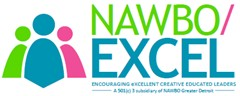 NAWBO/
EXCEL
ENCOURAGING eXCELLENT CREATIVE EDUCATED LEADERS
A 501(c) 3 subsidiary of NAWBO Greater Detroit